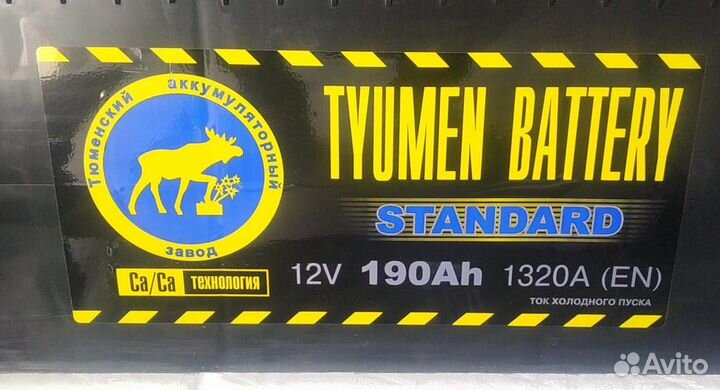 Тюменский аккумуляторный
завод
TYUMEN BATTERY
STANDARD
Ca/Ca технология
12V 190Ah 1320A (EN)
ТОК ХОЛОДНОГО ПУСКА
Avito